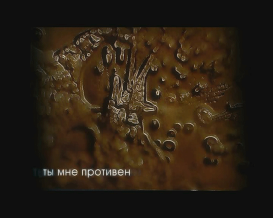 ты мне противен